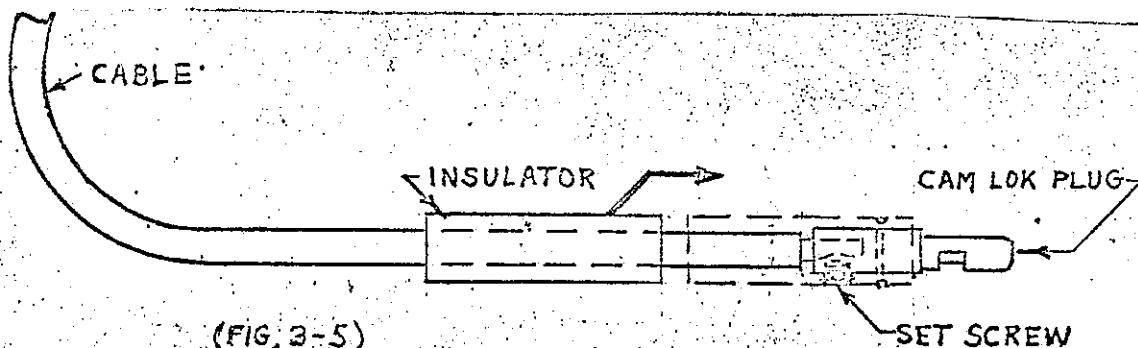 CABLE
INSULATOR
CAM LOK PLUG
(FIG. 3-5)
SET SCREW